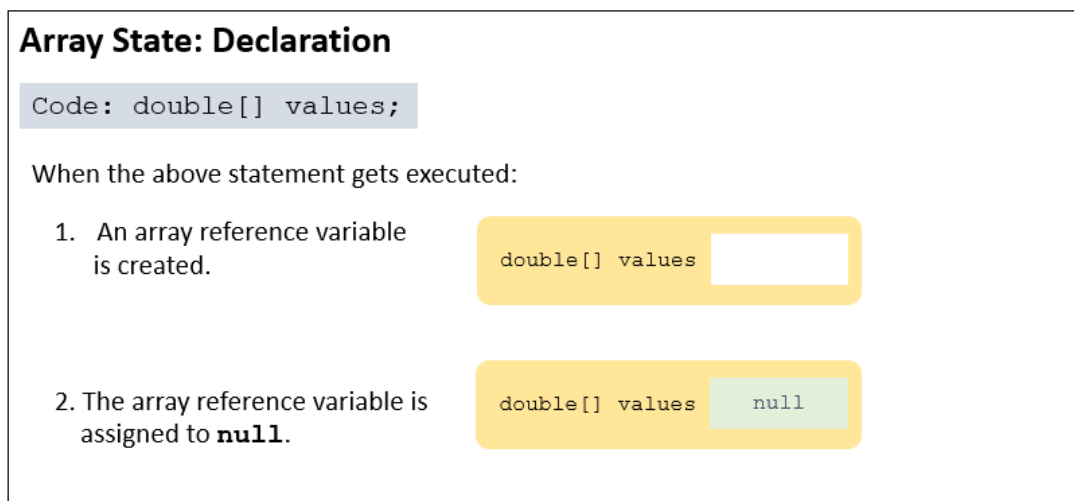 Array State: Declaration
Code: double[] values;
When the above statement gets executed:
1. An array reference variable
is created.
double[] values
2. The array reference variable is
assigned to null.
double[] values null